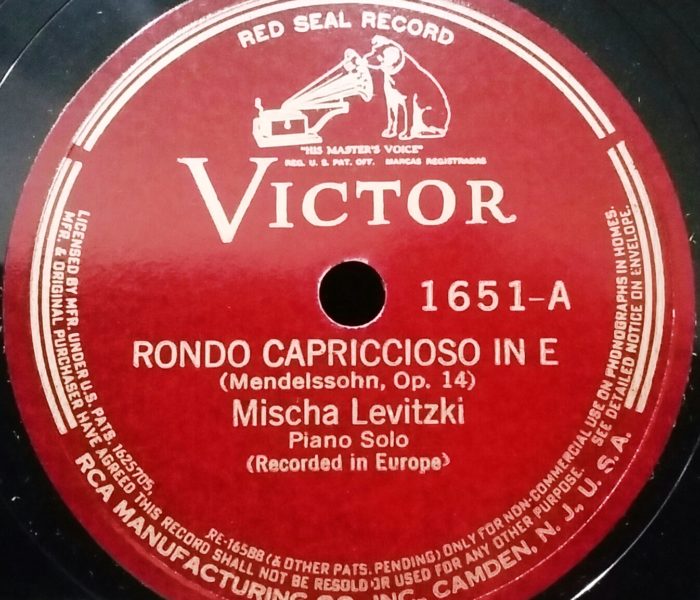 RED SEAL RECORD
"HIS MASTER'S VOICE"
REG. U. S. PAT. OFF. MARCAS REGISTRADAS
VICTOR
1651-A
RONDO CAPRICCIOSO IN E
(Mendelssohn, Op. 14)
Mischa Levitzki
Piano Solo
(Recorded in Europe)
LICENSED BY MFR. UNDER U.S. PATS. 1625705, RE-16588 (& OTHER PATS. PENDING) ONLY FOR NON-COMMERCIAL USE ON PHONOGRAPHS IN HOMES.
MFR. & ORIGINAL PURCHASER HAVE AGREED THIS RECORD SHALL NOT BE RESOLD OR USED FOR ANY OTHER PURPOSE. SEE DETAILED NOTICE ON ENVELOPE.
RCA MANUFACTURING CO. INC. CAMDEN, N. J., U. S. A.